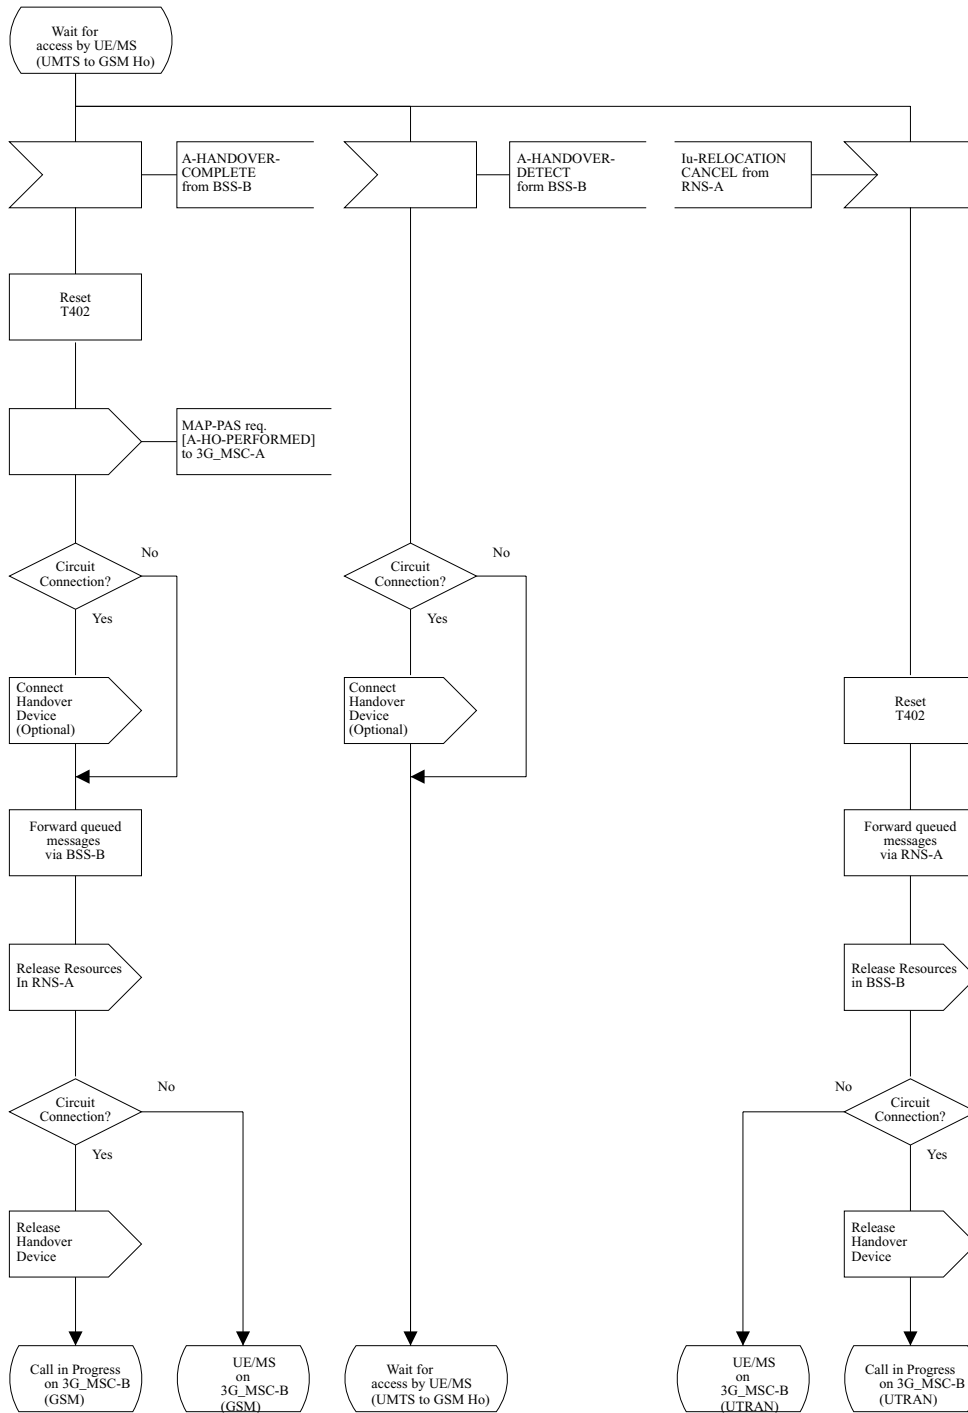 Wait for
access by UE/MS
(UMTS to GSM Ho)
A-HANDOVER-
COMPLETE
from BSS-B
A-HANDOVER-
DETECT
form BSS-B
Iu-RELOCATION
CANCEL from
RNS-A
Reset
T402
MAP-PAS req.
[A-HO-PERFORMED]
to 3G_MSC-A
Circuit
Connection?
No
Yes
Circuit
Connection?
No
Yes
Connect
Handover
Device
(Optional)
Connect
Handover
Device
(Optional)
Reset
T402
Forward queued
messages
via BSS-B
Forward queued
messages
via RNS-A
Release Resources
In RNS-A
Release Resources
in BSS-B
Circuit
Connection?
No
Yes
No
Circuit
Connection?
Yes
Release
Handover
Device
Release
Handover
Device
Call in Progress
on 3G_MSC-B
(GSM)
UE/MS
on
3G_MSC-B
(GSM)
Wait for
access by UE/MS
(UMTS to GSM Ho)
UE/MS
on
3G_MSC-B
(UTRAN)
Call in Progress
on 3G_MSC-B
(UTRAN)